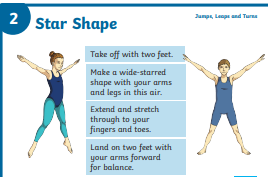 2
Star Shape
Jumps, Leaps and Turns
Take off with two feet.
Make a wide-starred
shape with your arms
and legs in this air.
Extend and stretch
through to your
fingers and toes.
Land on two feet with
your arms forward
for balance.